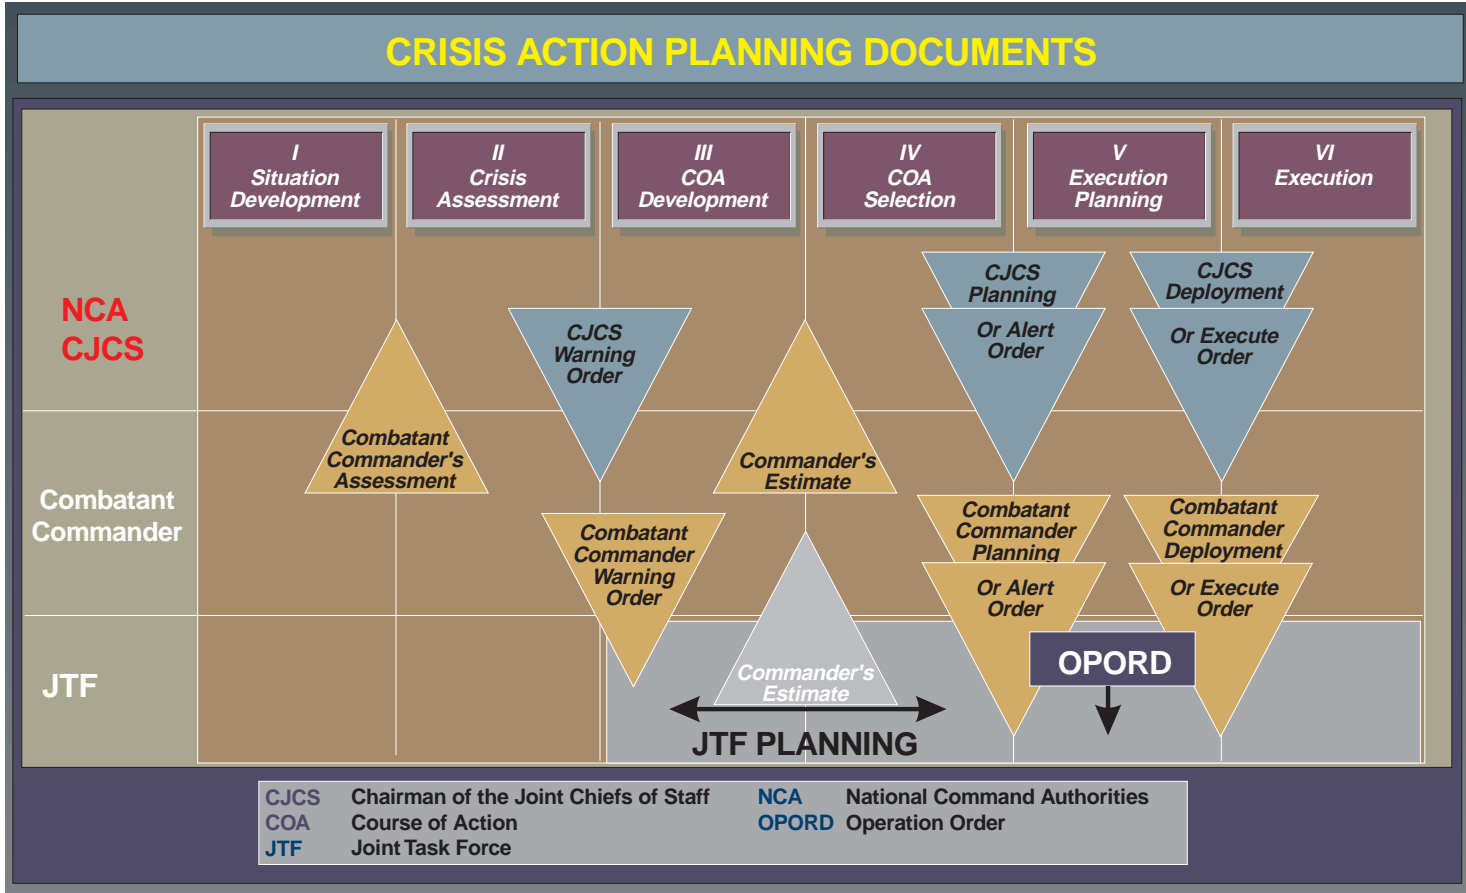 CRISIS ACTION PLANNING DOCUMENTS
I
Situation
Development
II
Crisis
Assessment
III
COA
Development
IV
COA
Selection
V
Execution
Planning
VI
Execution
NCA
CJCS
Combatant
Commander's
Assessment
CJCS
Warning
Order
Commander's
Estimate
CJCS
Planning
Or Alert
Order
CJCS
Deployment
Or Execute
Order
Combatant
Commander
Combatant
Commander
Warning
Order
Combatant
Commander
Planning
Or Alert
Order
Combatant
Commander
Deployment
Or Execute
Order
JTF
Commander's
Estimate
OPORD
JTF PLANNING
CJCS Chairman of the Joint Chiefs of Staff
COA Course of Action
JTF Joint Task Force
NCA National Command Authorities
OPORD Operation Order